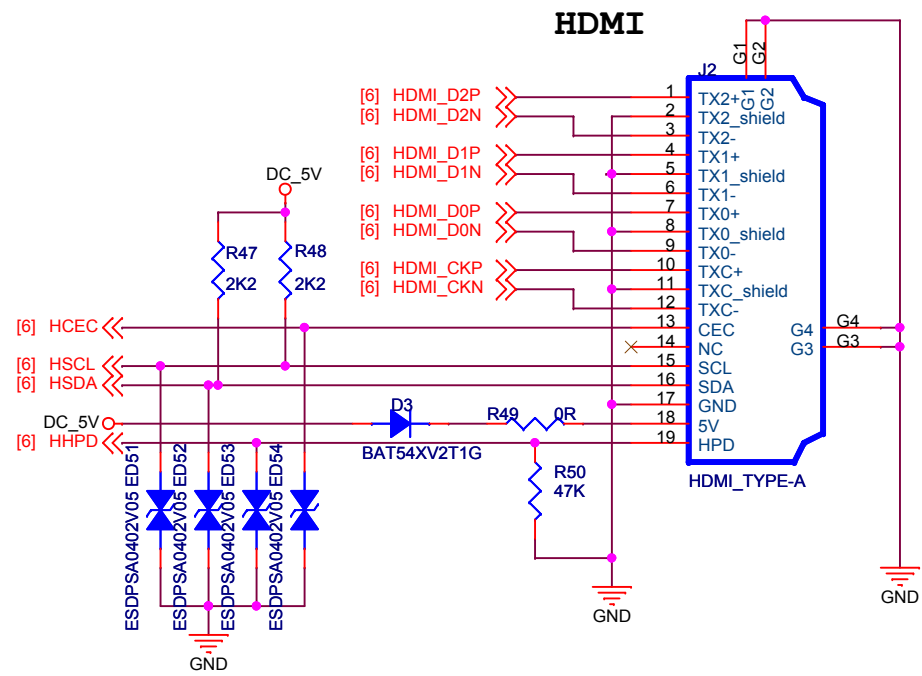 HDMI
J2
G1
G2
G1
G2
[6] HDMI_D2P
1
TX2+
[6] HDMI_D2N
2
TX2_shield
3
TX2-
[6] HDMI_D1P
4
TX1+
[6] HDMI_D1N
5
TX1_shield
6
TX1-
[6] HDMI_D0P
7
TX0+
[6] HDMI_D0N
8
TX0_shield
9
TX0-
[6] HDMI_CKP
10
TXC+
[6] HDMI_CKN
11
TXC_shield
12
TXC-
DC_5V
R47
2K2
R48
2K2
[6] HCEC
13
CEC
G4
G4
14
NC
G3
G3
[6] HSCL
15
SCL
[6] HSDA
16
SDA
17
GND
DC_5V
D3
BAT54XV2T1G
R49
0R
18
5V
[6] HHPD
19
HPD
R50
47K
HDMI_TYPE-A
ESDPSA0402V05 ED51
ESDPSA0402V05 ED52
ESDPSA0402V05 ED53
ESDPSA0402V05 ED54
GND
GND
GND